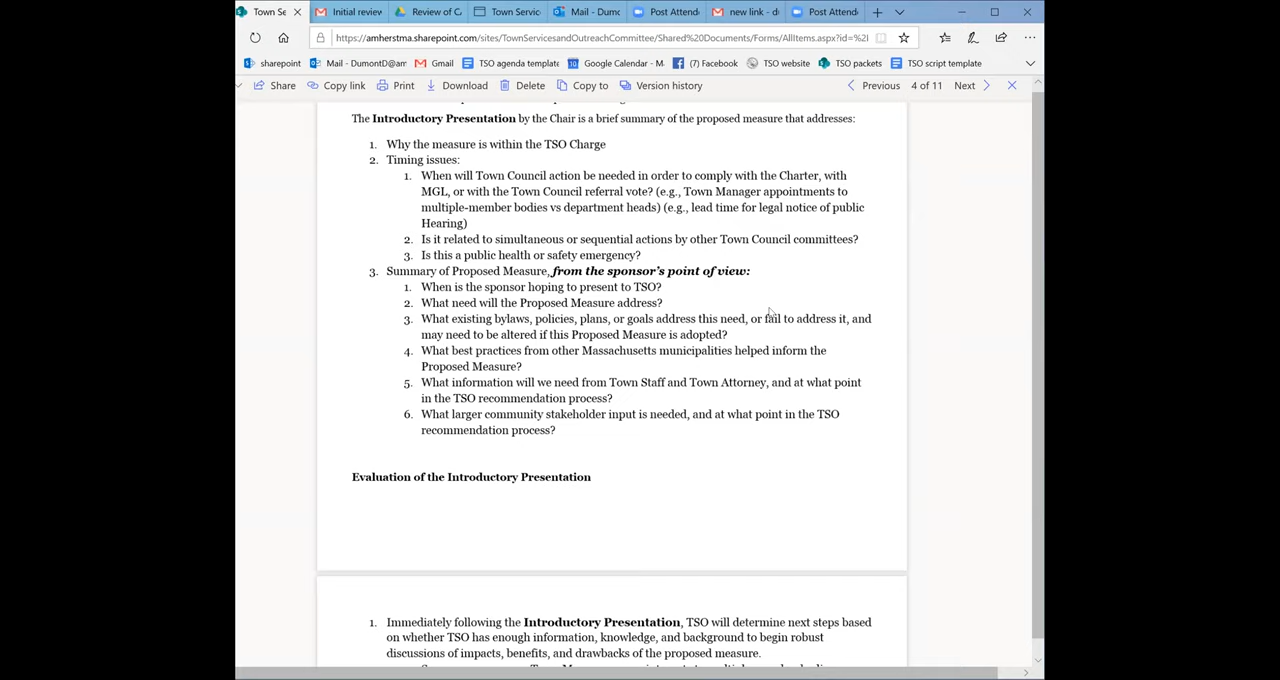 Town Se
Initial review
Review of C
Town Servic
Mail - Dumo
Post Attend
new link - d
Post Attend
https://amherstma.sharepoint.com/sites/TownServicesandOutreachCommittee/Shared%20Documents/Forms/AllItems.aspx?id=%2
sharepoint
Mail - DumontD@am
Gmail
TSO agenda template
Google Calendar - M
(7) Facebook
TSO website
TSO packets
TSO script template
Share
Copy link
Print
Download
Delete
Copy to
Version history
Previous
4 of 11
Next
The Introductory Presentation by the Chair is a brief summary of the proposed measure that addresses:
1. Why the measure is within the TSO Charge
2. Timing issues:
1. When will Town Council action be needed in order to comply with the Charter, with
MGL, or with the Town Council referral vote? (e.g., Town Manager appointments to
multiple-member bodies vs department heads) (e.g., lead time for legal notice of public
Hearing)
2. Is it related to simultaneous or sequential actions by other Town Council committees?
3. Is this a public health or safety emergency?
3. Summary of Proposed Measure, from the sponsor's point of view:
1. When is the sponsor hoping to present to TSO?
2. What need will the Proposed Measure address?
3. What existing bylaws, policies, plans, or goals address this need, or fail to address it, and
may need to be altered if this Proposed Measure is adopted?
4. What best practices from other Massachusetts municipalities helped inform the
Proposed Measure?
5. What information will we need from Town Staff and Town Attorney, and at what point
in the TSO recommendation process?
6. What larger community stakeholder input is needed, and at what point in the TSO
recommendation process?
Evaluation of the Introductory Presentation
1. Immediately following the Introductory Presentation, TSO will determine next steps based
on whether TSO has enough information, knowledge, and background to begin robust
discussions of impacts, benefits, and drawbacks of the proposed measure.